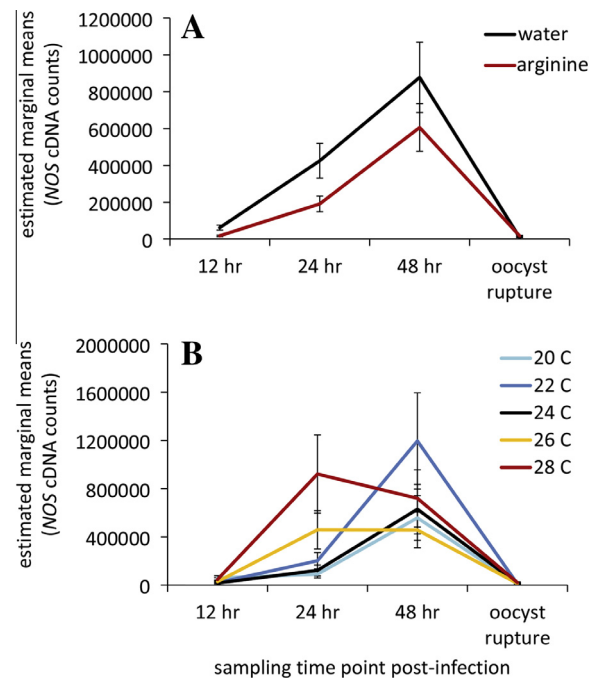 A
estimated marginal means
(NOS cDNA counts)
1200000
1000000
800000
600000
400000
200000
0
12 hr
24 hr
48 hr
oocyst
rupture
water
arginine
B
estimated marginal means
(NOS cDNA counts)
2000000
1600000
1200000
800000
400000
0
12 hr
24 hr
48 hr
oocyst
rupture
20 C
22 C
24 C
26 C
28 C
sampling time point post-infection